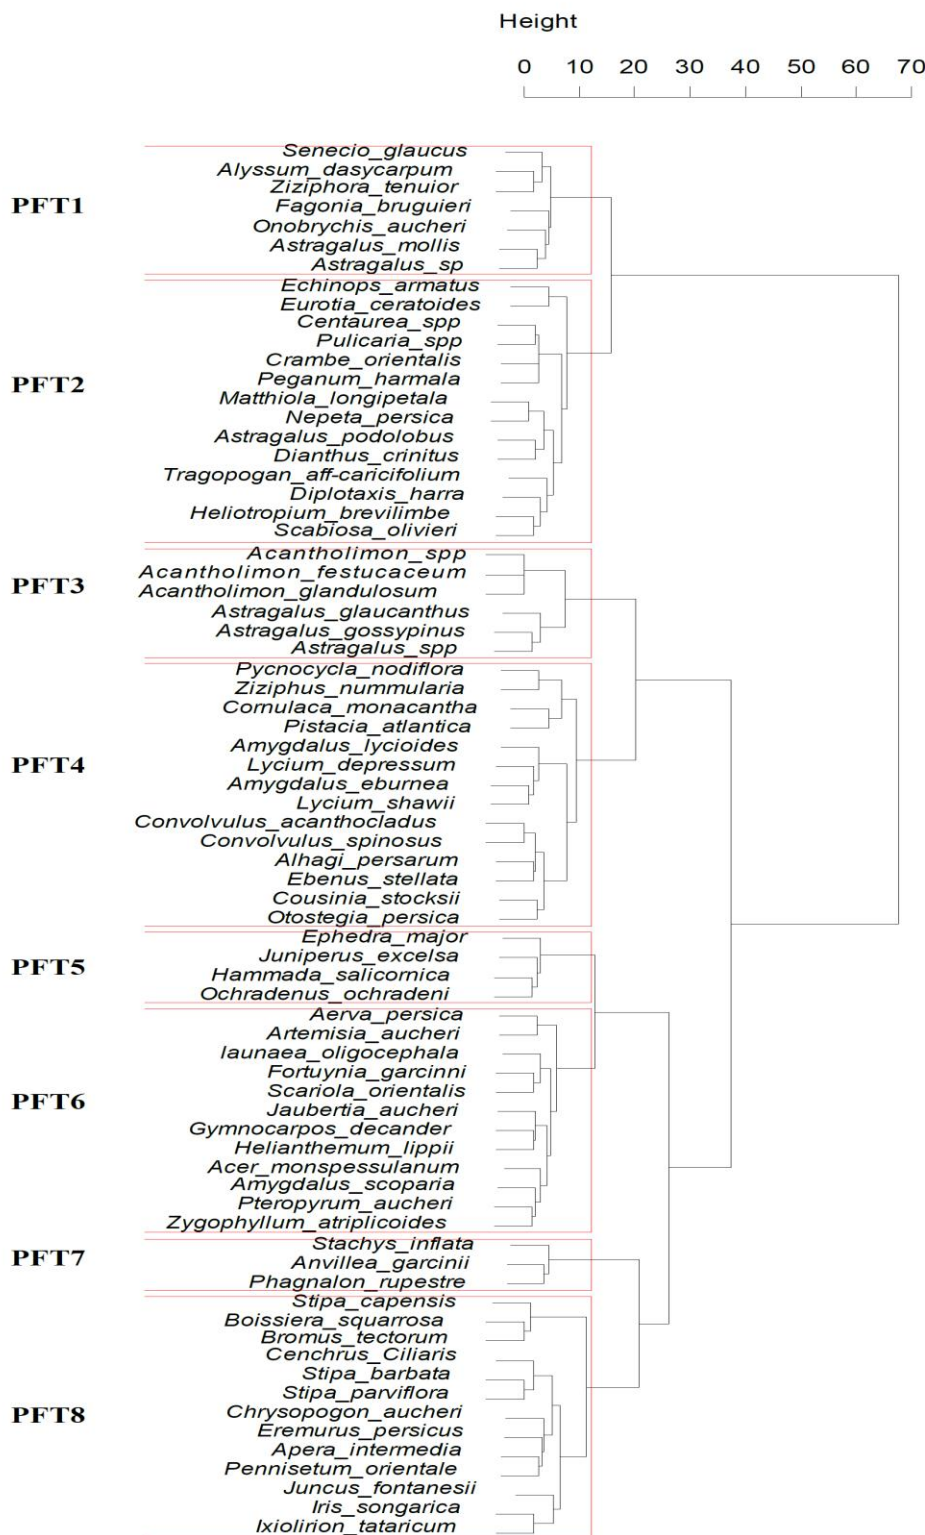 Height
0 10 20 30 40 50 60 70
Senecio_glaucus
Alyssum_dasycarpum
Ziziphora_tenuior
PFT1
Fagonia_bruguieri
Onobrychis_aucheri
Astragalus_mollis
Astragalus_sp
Echinops_armatus
Eurotia_ceratoides
Centaurea_spp
Pulicaria_spp
Crambe_orientalis
Peganum_harmala
PFT2
Matthiola_longipetala
Nepeta_persica
Astragalus_podolobus
Dianthus_crinitus
Tragopogan_aff-caricifolium
Diplotaxis_harra
Heliotropium_brevilimbe
Scabiosa_olivieri
Acantholimon_spp
Acantholimon_festucaceum
PFT3
Acantholimon_glandulosum
Astragalus_glaucanthus
Astragalus_gossypinus
Astragalus_spp
Pycnocycla_nodiflora
Ziziphus_nummularia
Cornulaca_monacantha
Pistacia_atlantica
Amygdalus_lycioides
PFT4
Lycium_depressum
Amygdalus_eburnea
Lycium_shawii
Convolvulus_acanthocladus
Convolvulus_spinosus
Alhagi_persarum
Ebenus_stellata
Cousinia_stocksii
Otostegia_persica
Ephedra_major
Juniperus_excelsa
PFT5
Hammada_salicornica
Ochradenus_ochradeni
Aerva_persica
Artemisia_aucheri
Iaunaea_oligocephala
Fortuynia_garcinni
Scariola_orientalis
PFT6
Jaubertia_aucheri
Gymnocarpos_decander
Helianthemum_lippii
Acer_monspessulanum
Amygdalus_scoparia
Pteropyrum_aucheri
Zygophyllum_atriplicoides
Stachys_inflata
PFT7
Anvillea_garcinii
Phagnalon_rupestre
Stipa_capensis
Boissiera_squarrosa
Bromus_tectorum
Cenchrus_Ciliaris
Stipa_barbata
Stipa_parviflora
PFT8
Chrysopogon_aucheri
Eremurus_persicus
Apera_intermedia
Pennisetum_orientale
Juncus_fontanesii
Iris_songarica
Ixiolirion_tataricum